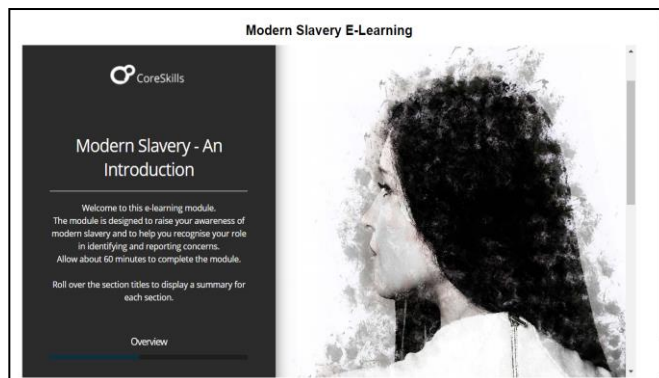 Modern Slavery E-Learning
CoreSkills
Modern Slavery - An
Introduction
Welcome to this e-learning module.
The module is designed to raise your awareness of
modern slavery and to help you recognise your role
in identifying and reporting concerns.
Allow about 60 minutes to complete the module.
Roll over the section titles to display a summary for
each section.
Overview